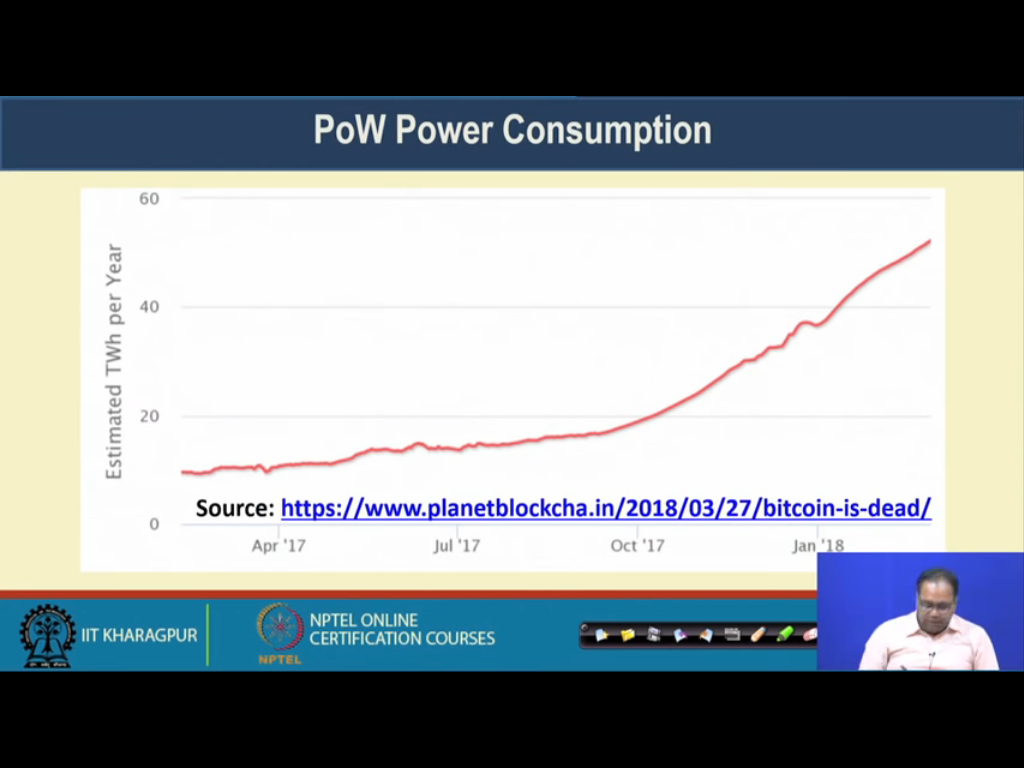 PoW Power Consumption
60
40
20
0
Estimated TWh per Year
Source: https://www.planetblockcha.in/2018/03/27/bitcoin-is-dead/
Apr '17
Jul '17
Oct '17
Jan '18
IIT KHARAGPUR
NPTEL
NPTEL ONLINE
CERTIFICATION COURSES